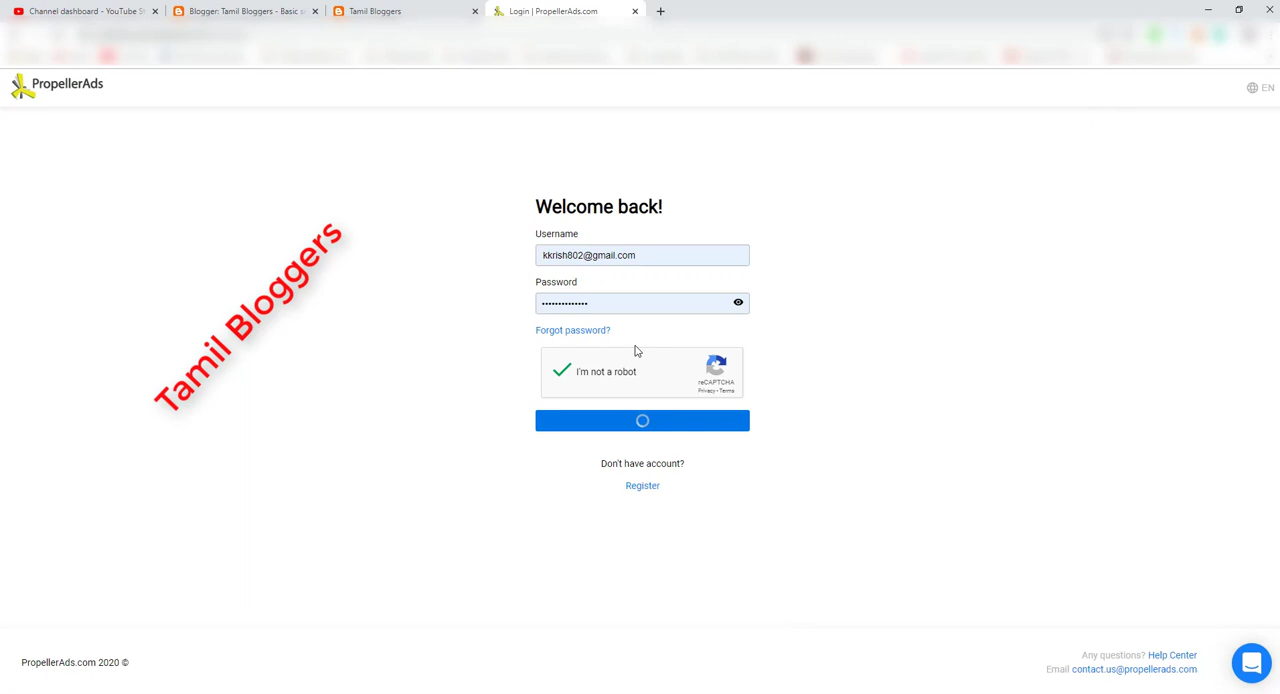 Channel dashboard - YouTube St
Blogger: Tamil Bloggers - Basic s
Tamil Bloggers
Login | PropellerAds.com
PropellerAds
EN
Welcome back!
Username
kkrish802@gmail.com
Password
••••••••••••••
Forgot password?
I'm not a robot
reCAPTCHA
Privacy - Terms
Don't have account?
Register
Tamil Bloggers
PropellerAds.com 2020 ©
Any questions? Help Center
Email contact.us@propellerads.com